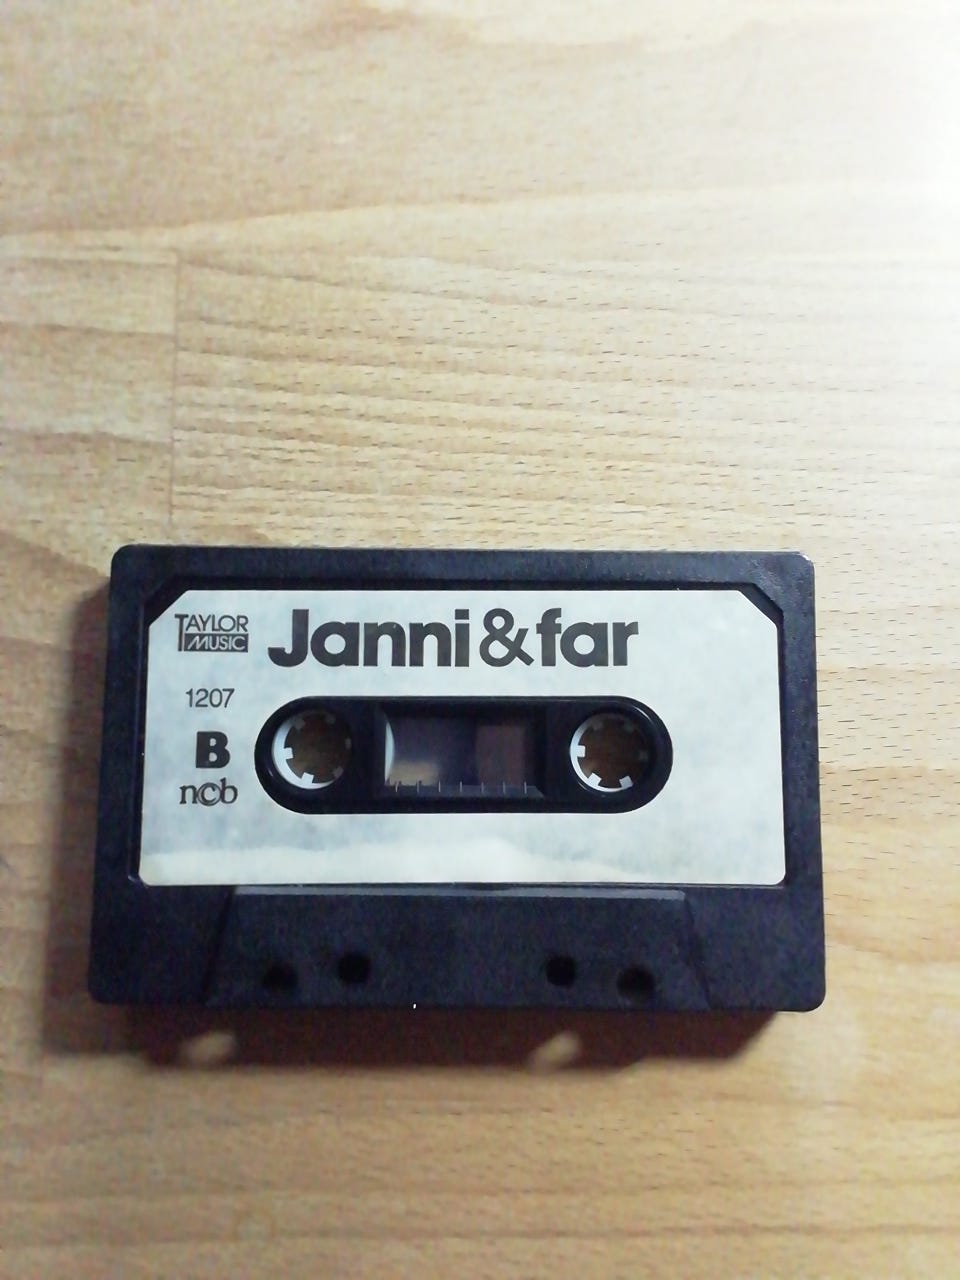 TAYLOR
MUSIC
Janni & far
1207
B
ncb